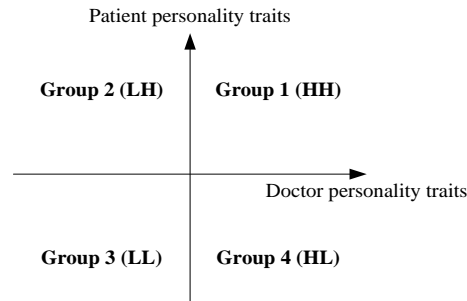 Patient personality traits
Group 2 (LH)
Group 1 (HH)
Doctor personality traits
Group 3 (LL)
Group 4 (HL)